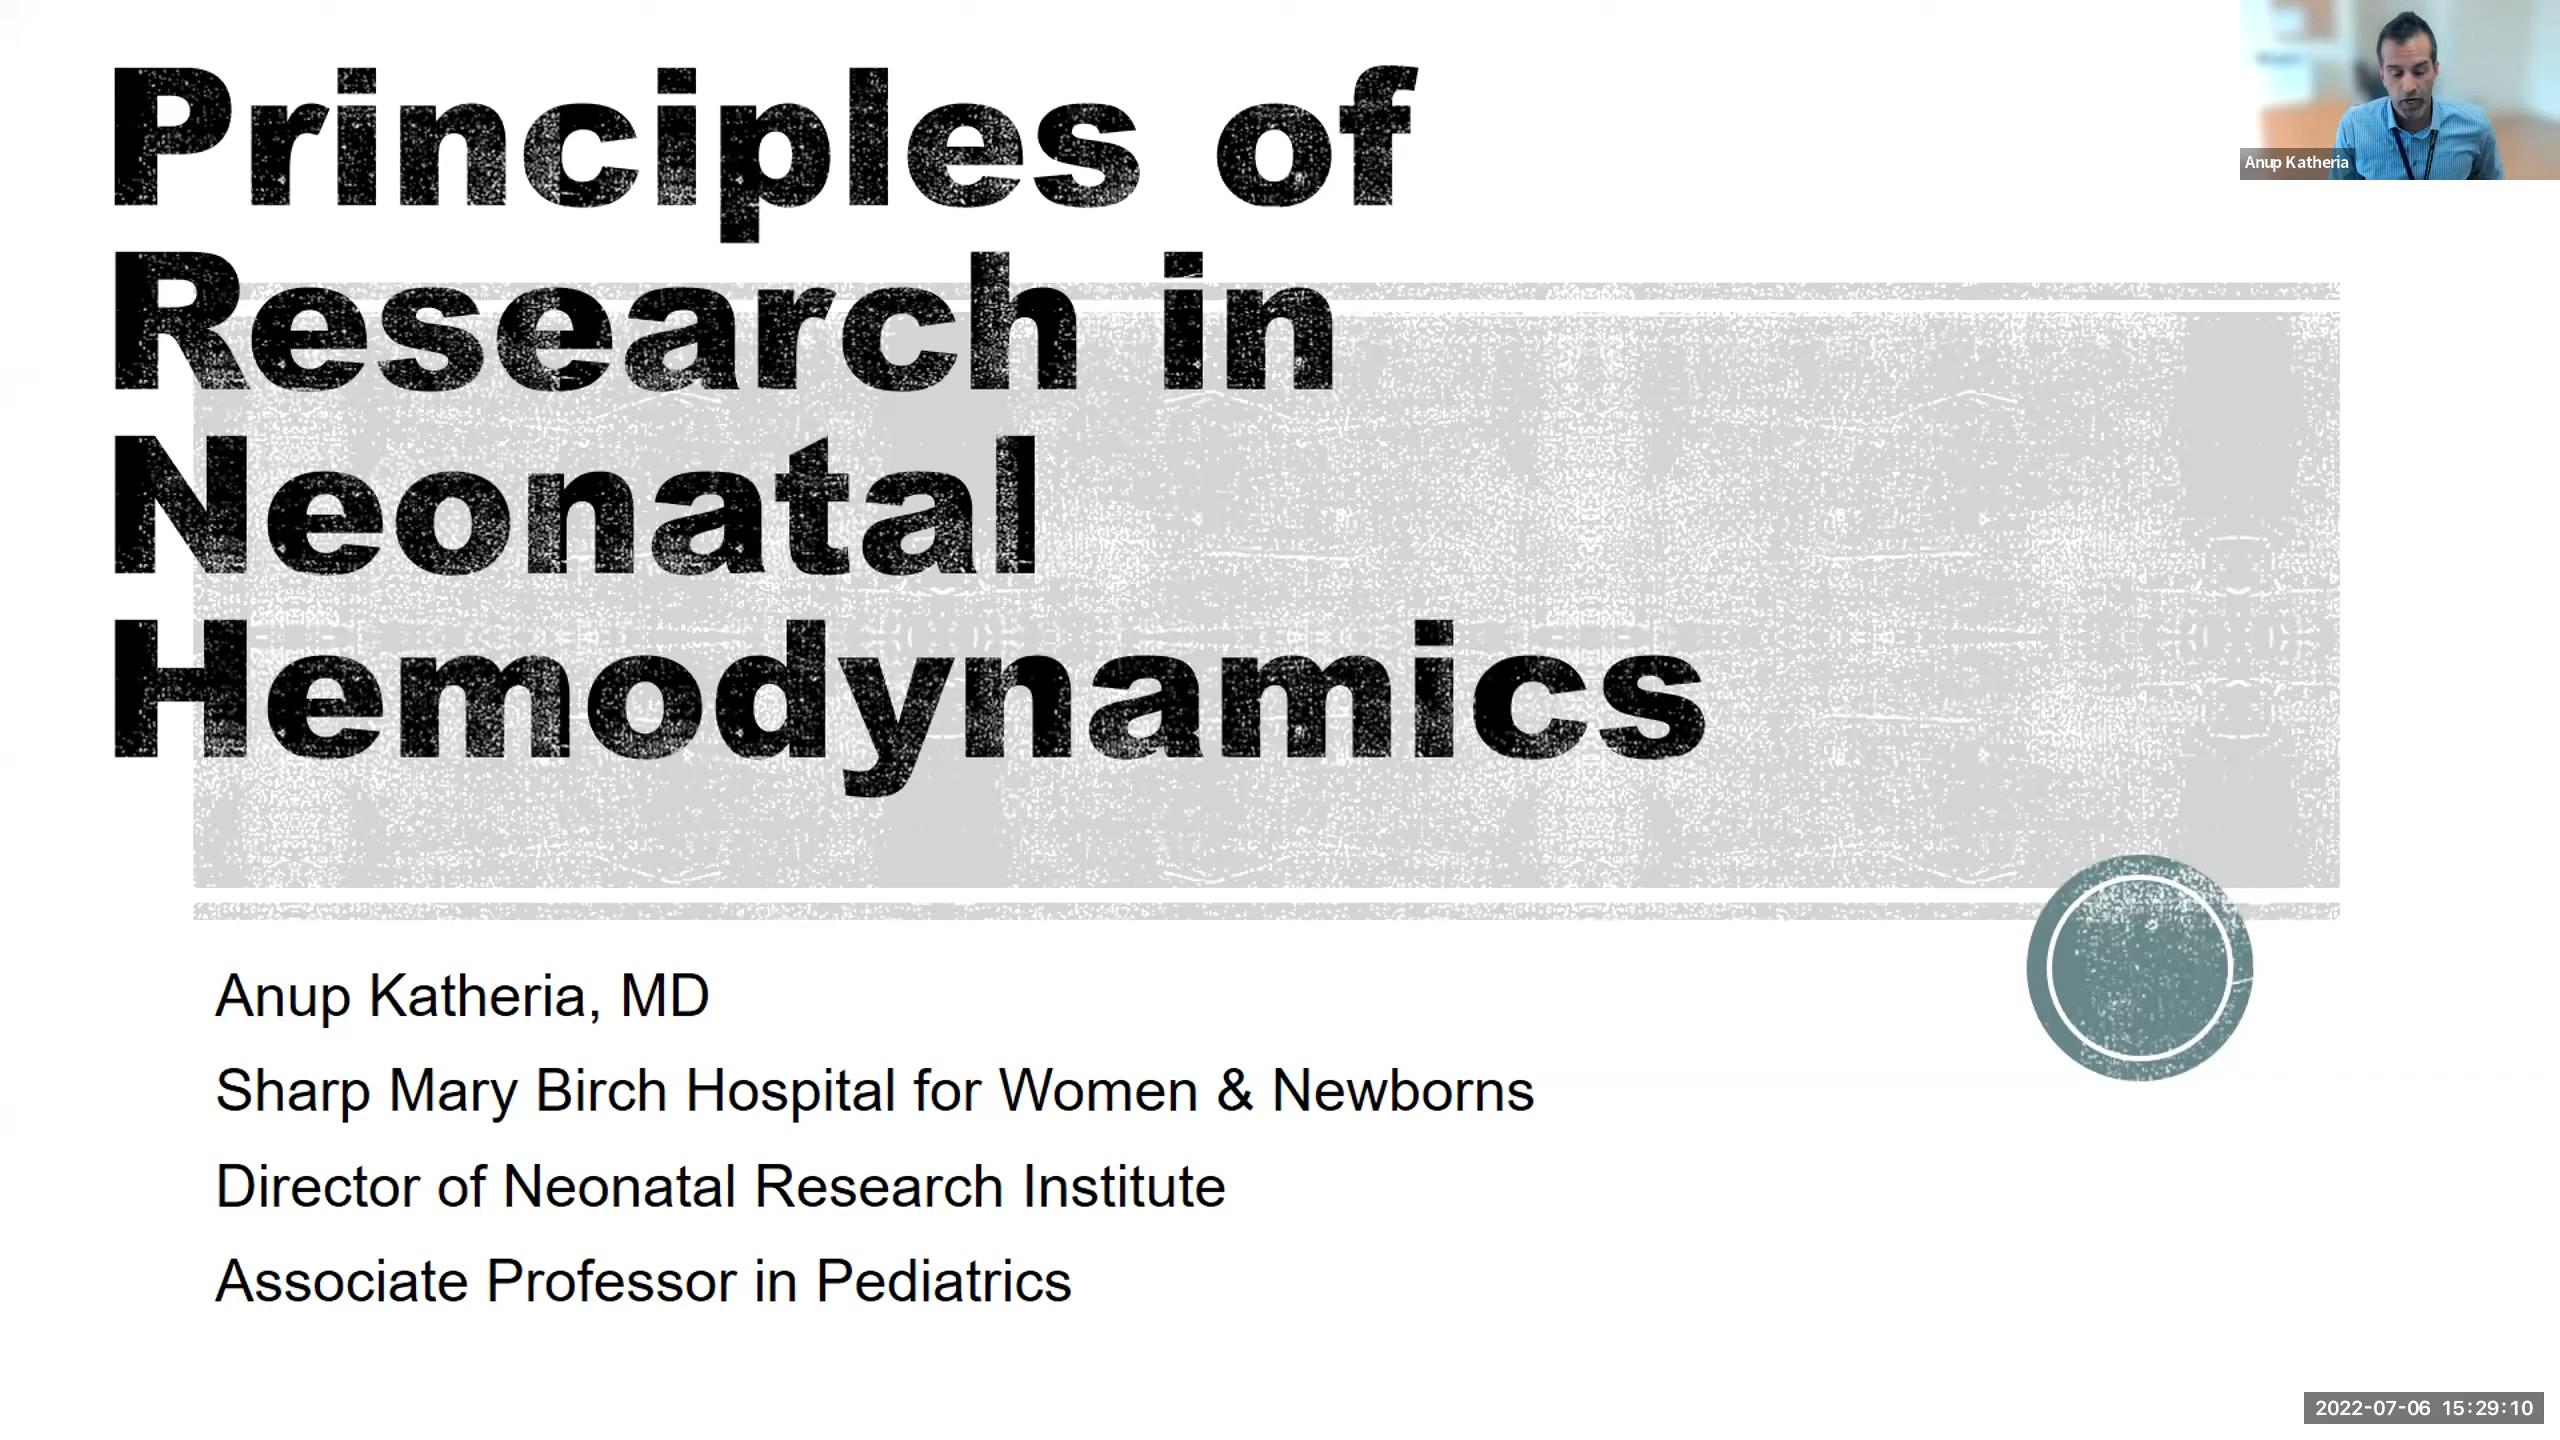 Principles of
Research in
Neonatal
Hemodynamics
Anup Katheria
Anup Katheria, MD
Sharp Mary Birch Hospital for Women & Newborns
Director of Neonatal Research Institute
Associate Professor in Pediatrics
2022-07-06 15:29:10